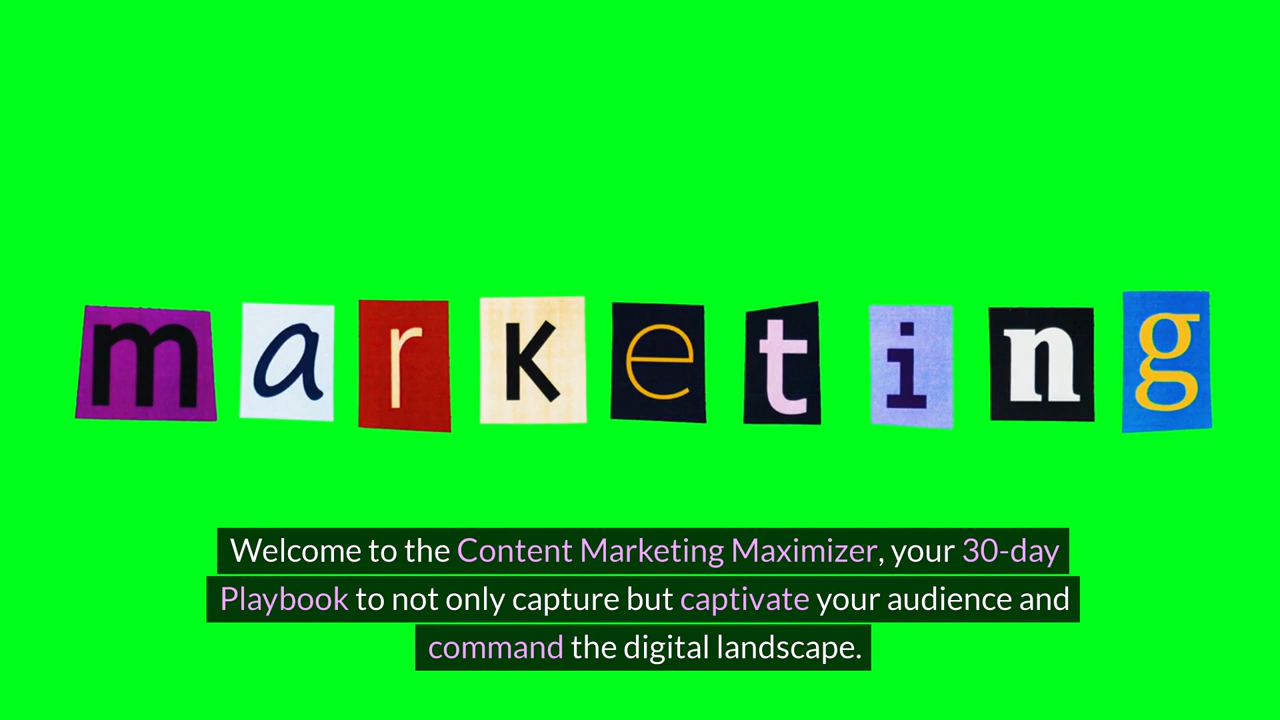 marketing
Welcome to the Content Marketing Maximizer, your 30-day
Playbook to not only capture but captivate your audience and
command the digital landscape.